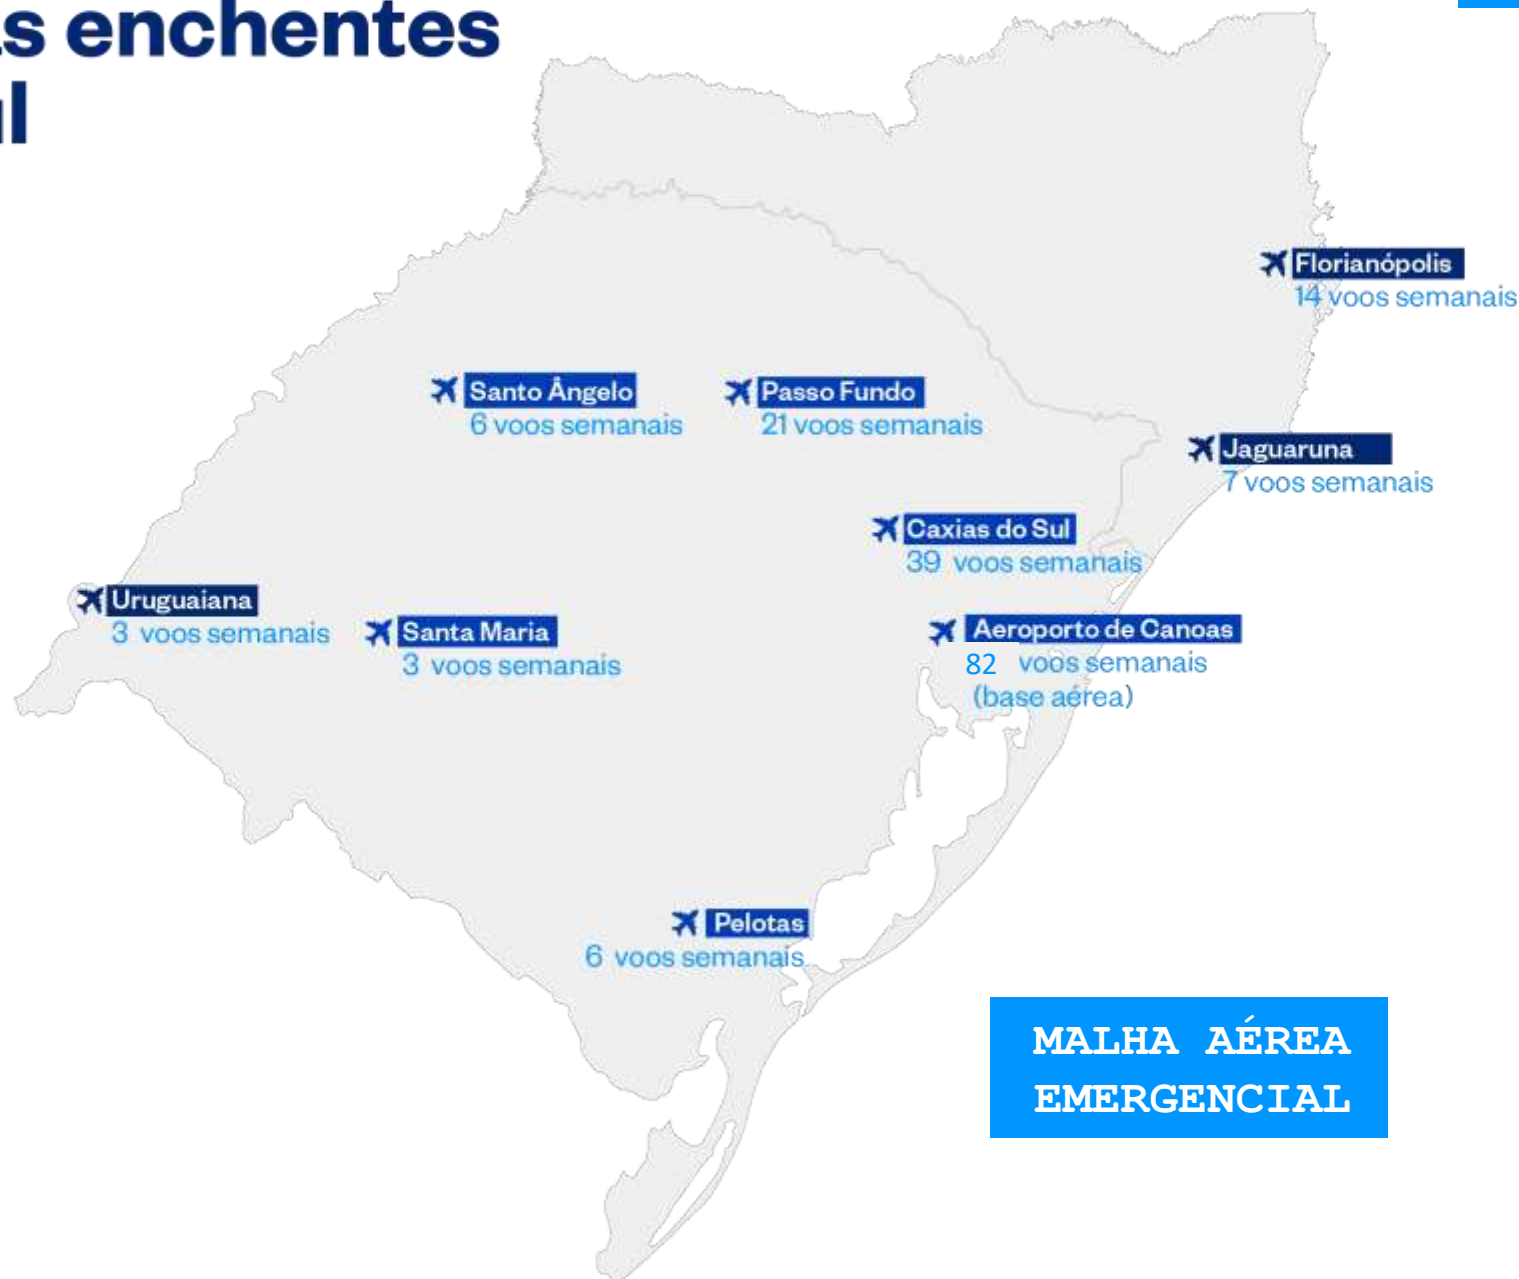 s enchentes
l
Florianópolis
14 voos semanais
Santo Ângelo
6 voos semanais
Passo Fundo
21 voos semanais
Jaguaruna
7 voos semanais
Caxias do Sul
39 voos semanais
Uruguaiana
3 voos semanais
Santa Maria
3 voos semanais
Aeroporto de Canoas
82 voos semanais
(base aérea)
Pelotas
6 voos semanais
MALHA AÉREA
EMERGENCIAL